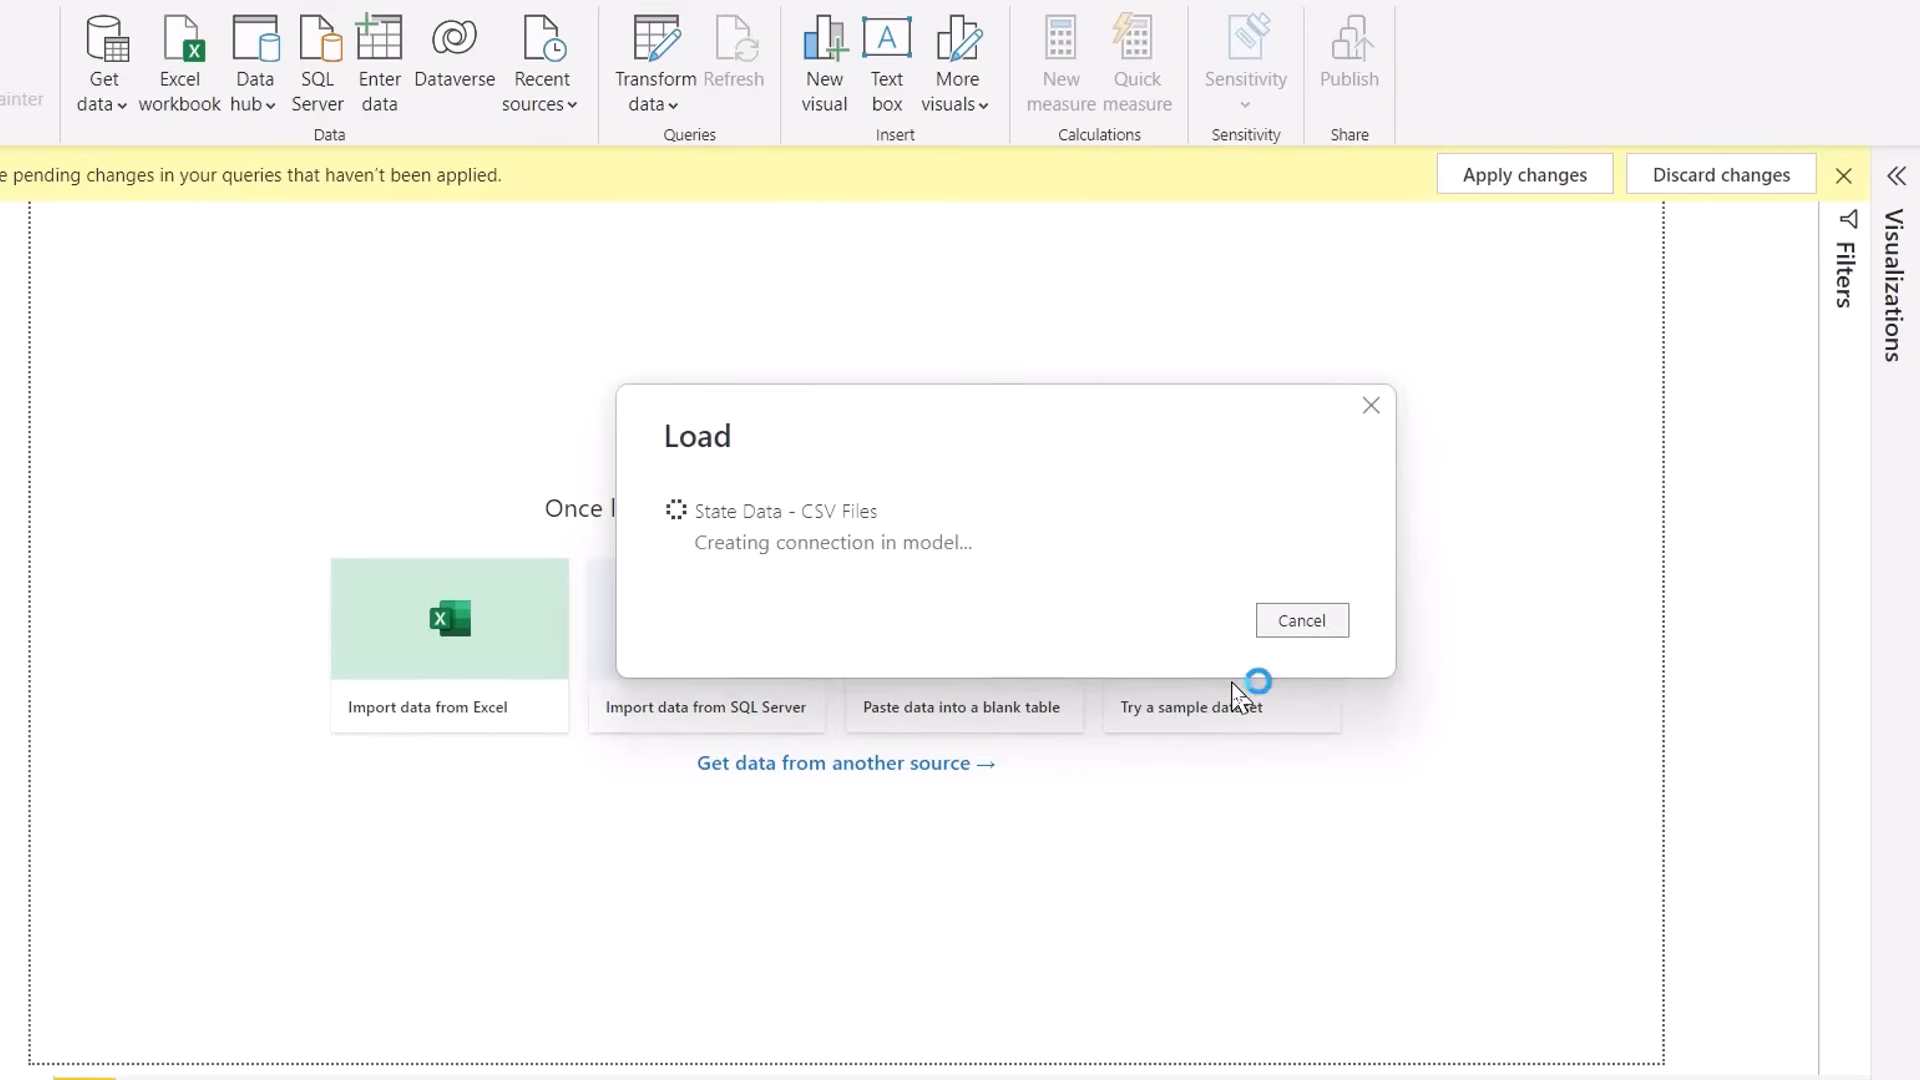 ainter
Get data
Excel workbook
Data hub
SQL Server
Enter data
Dataverse
Recent sources
Data
Transform data
Refresh
Queries
New visual
A
Text box
More visuals
Insert
New measure
Quick measure
Calculations
Sensitivity
Sensitivity
Publish
Share
e pending changes in your queries that haven't been applied.
Apply changes
Discard changes
Filters
Visualizations
Load
State Data - CSV Files
Creating connection in model...
Cancel
Once l
X
Import data from Excel
Import data from SQL Server
Paste data into a blank table
Try a sample dataset
Get data from another source →